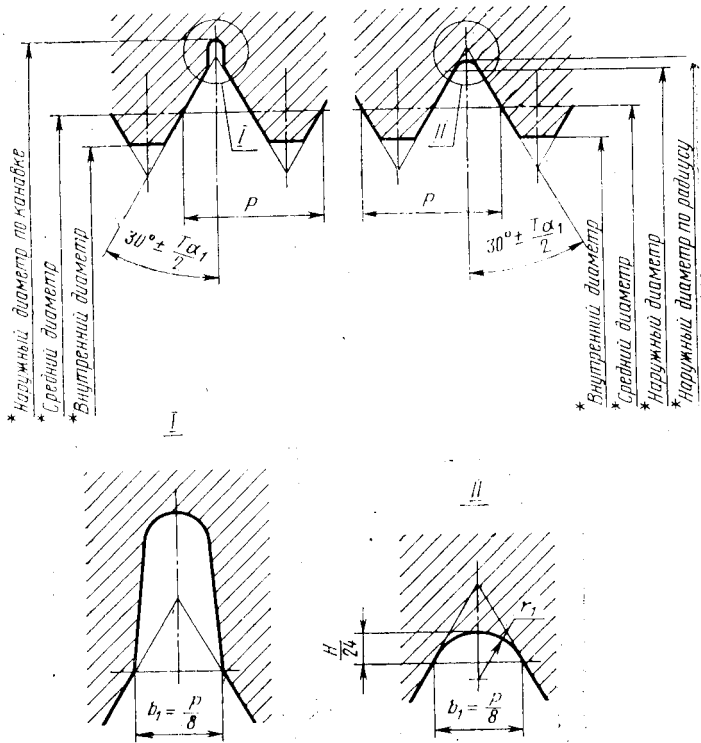 I
II
P
P
30° ± Tα₁/2
30° ± Tα₁/2
* Наружный диаметр по канавке
* Средний диаметр
* Внутренний диаметр
* Внутренний диаметр
* Средний диаметр
* Наружный диаметр
* Наружный диаметр по радиусу
I
II
r₁
H/24
b₁ = P/8
b₁ = P/8